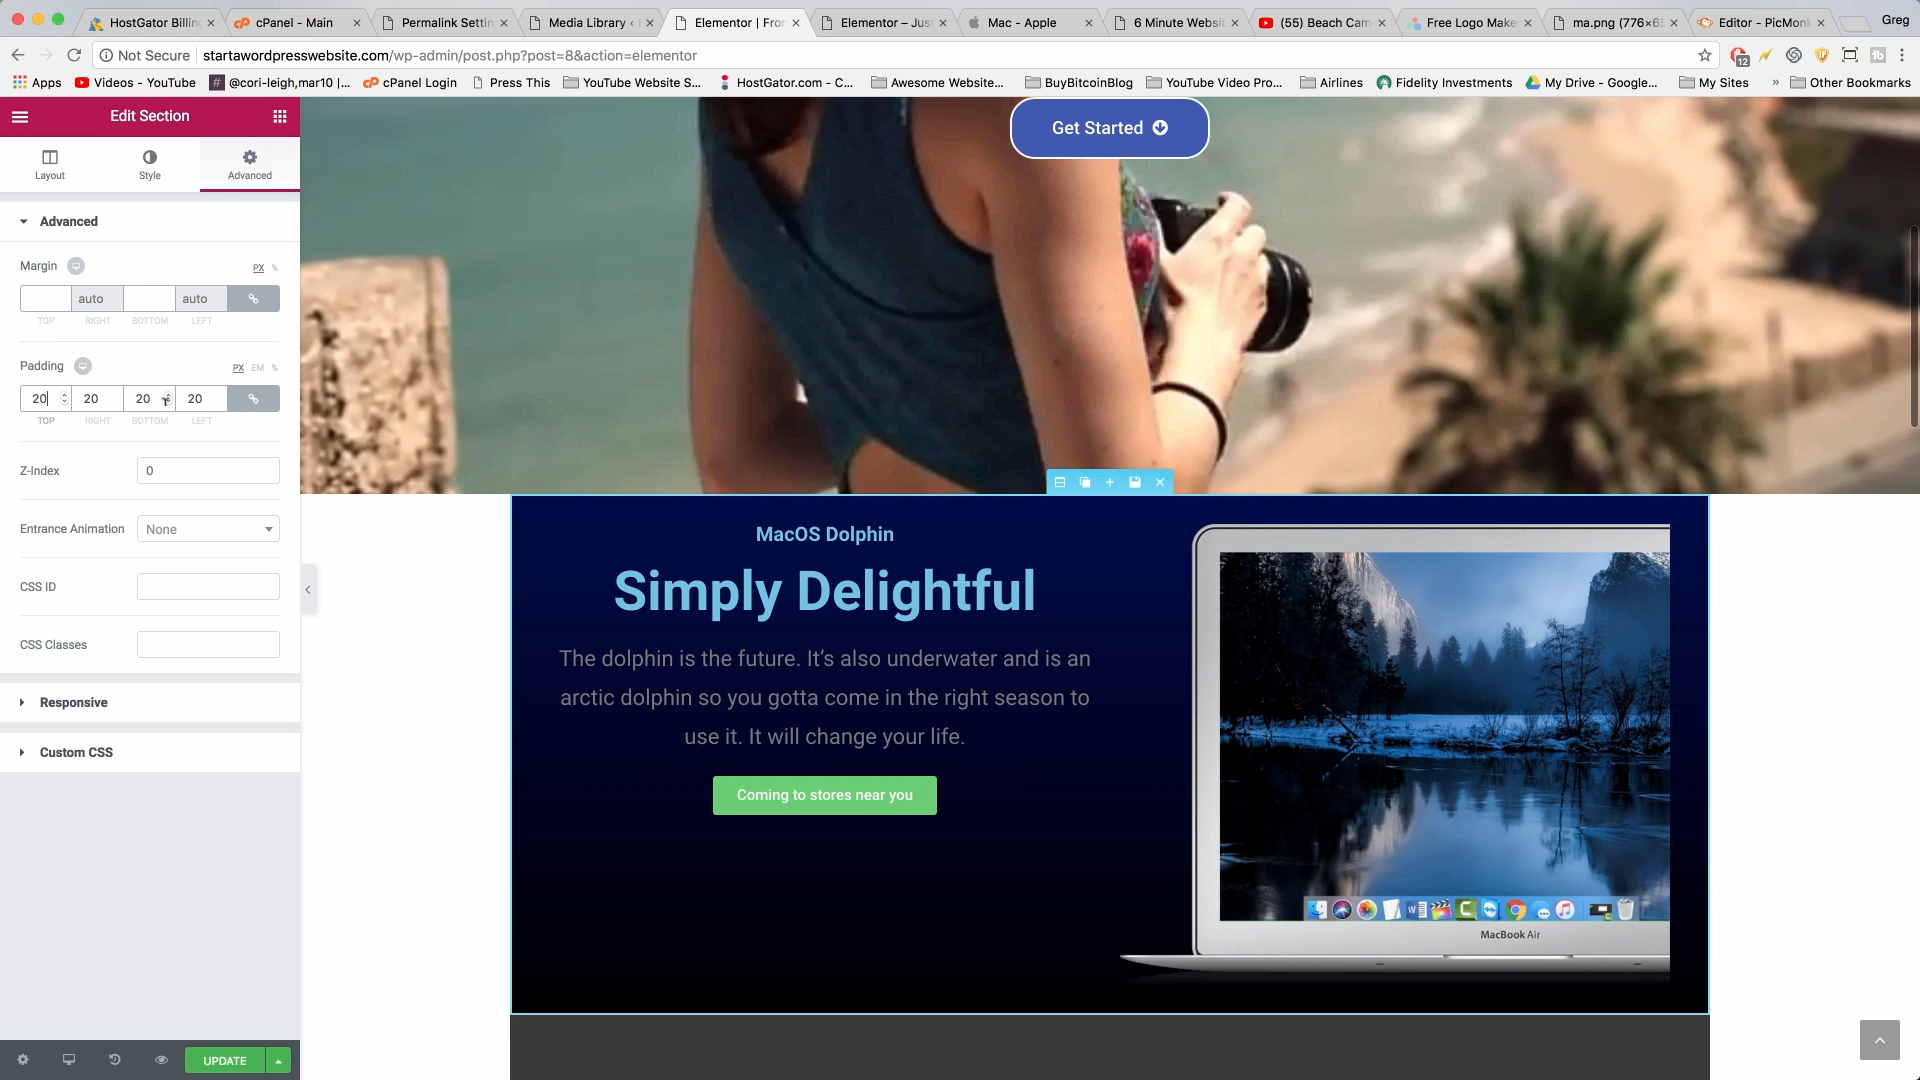 HostGator Billing
cPanel - Main
Permalink Settin
Media Library ‹
Elementor | Fron
Elementor – Jus
Mac - Apple
6 Minute Websi
(55) Beach Cam
Free Logo Make
ma.png (776×6
Editor - PicMon
Greg
Not Secure
startawordpresswebsite.com/wp-admin/post.php?post=8&action=elementor
12
Apps
Videos - YouTube
@cori-leigh,mar10 |...
cPanel Login
Press This
YouTube Website S...
HostGator.com - C...
Awesome Website...
BuyBitcoinBlog
YouTube Video Pro...
Airlines
Fidelity Investments
My Drive - Google...
My Sites
»
Other Bookmarks
Edit Section
Layout
Style
Advanced
Advanced
Margin
PX %
auto
auto
TOP RIGHT BOTTOM LEFT
Padding
PX EM %
20 20 20 20
TOP RIGHT BOTTOM LEFT
Z-Index
0
Entrance Animation
None
CSS ID
CSS Classes
Responsive
Custom CSS
UPDATE
Get Started
MacOS Dolphin
Simply Delightful
The dolphin is the future. It’s also underwater and is an
arctic dolphin so you gotta come in the right season to
use it. It will change your life.
Coming to stores near you
MacBook Air